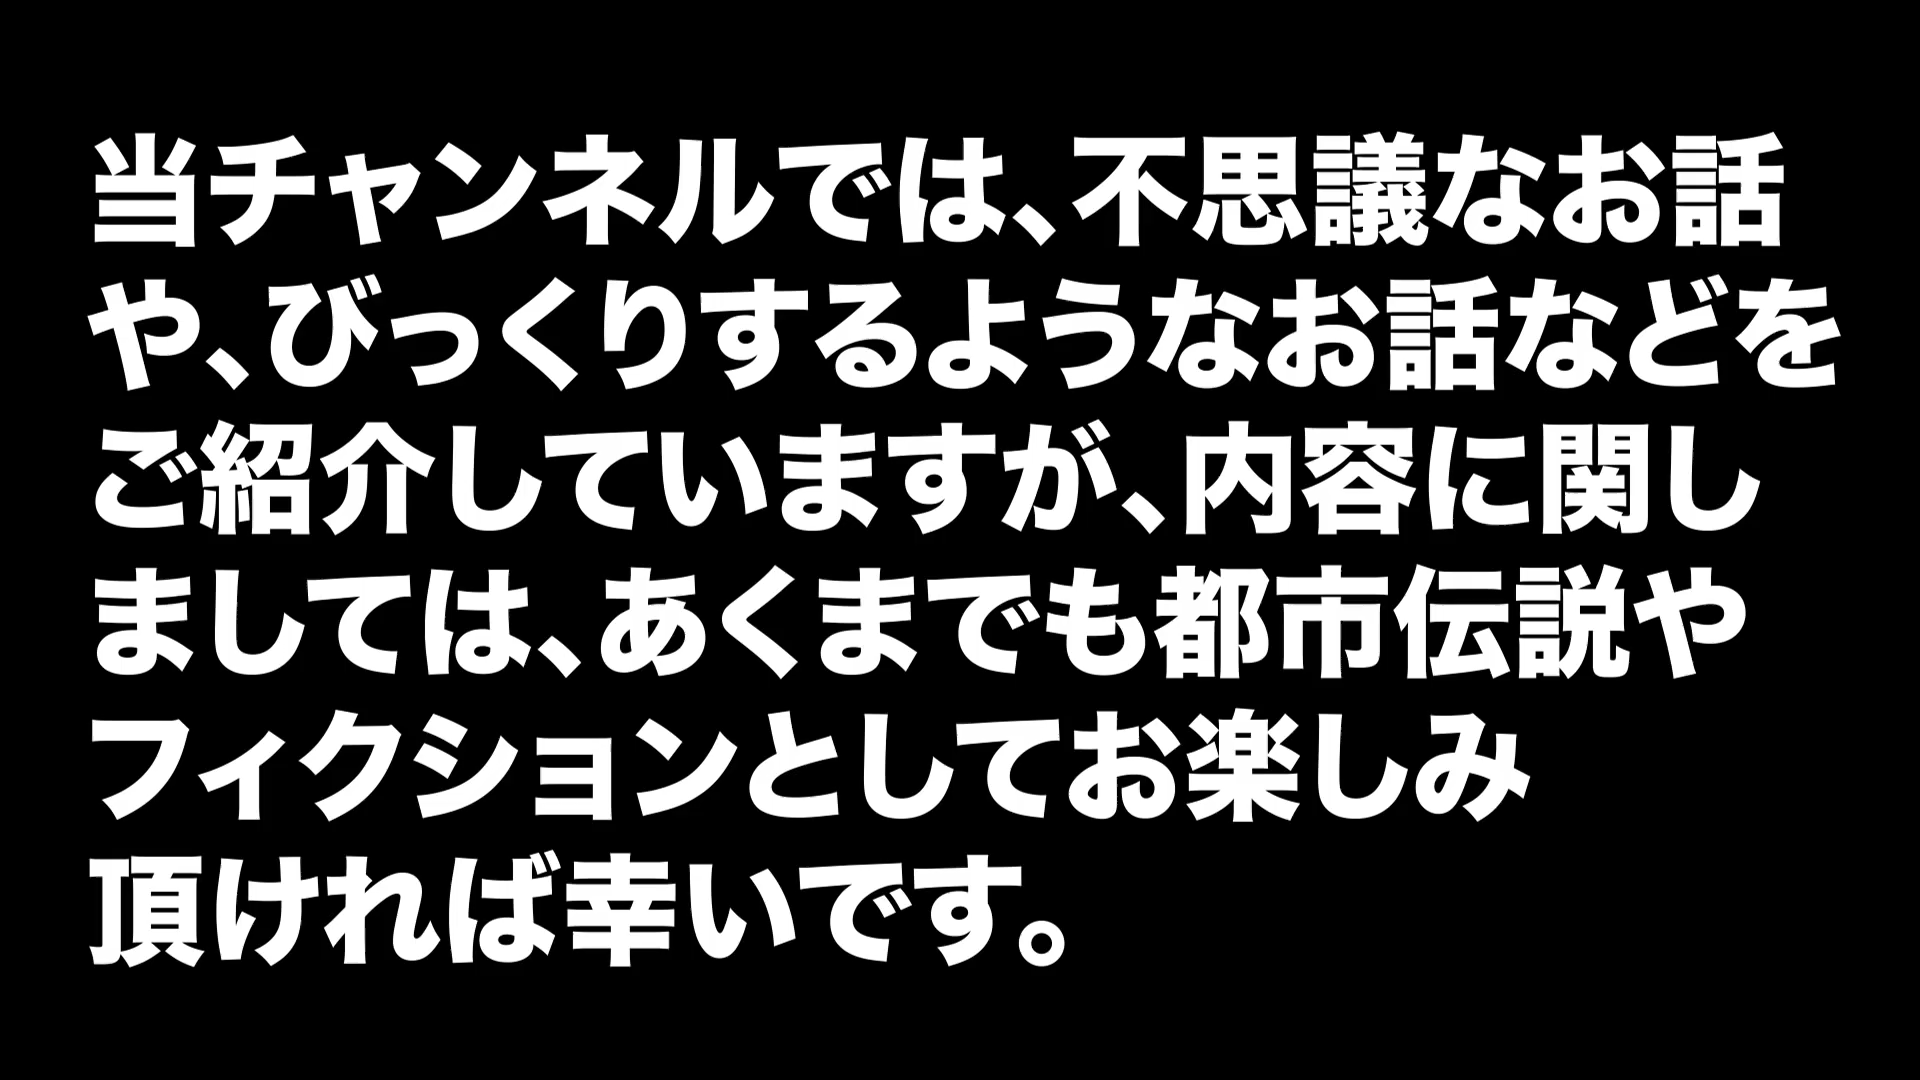 当チャンネルでは、不思議なお話
や、びっくりするようなお話などを
ご紹介していますが、内容に関し
ましては、あくまでも都市伝説や
フィクションとしてお楽しみ
頂ければ幸いです。